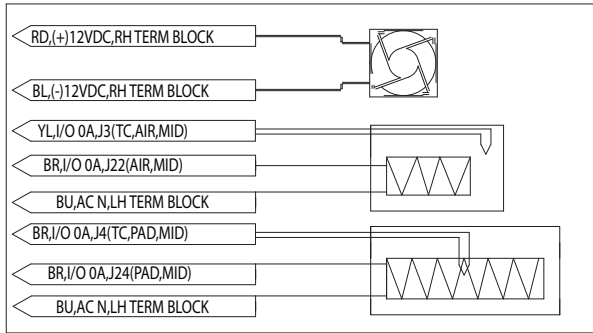 RD,(+)12VDC,RH TERM BLOCK
BL,(-)12VDC,RH TERM BLOCK
YL,I/O 0A,J3(TC,AIR,MID)
BR,I/O 0A,J22(AIR,MID)
BU,AC N,LH TERM BLOCK
BR,I/O 0A,J4(TC,PAD,MID)
BR,I/O 0A,J24(PAD,MID)
BU,AC N,LH TERM BLOCK